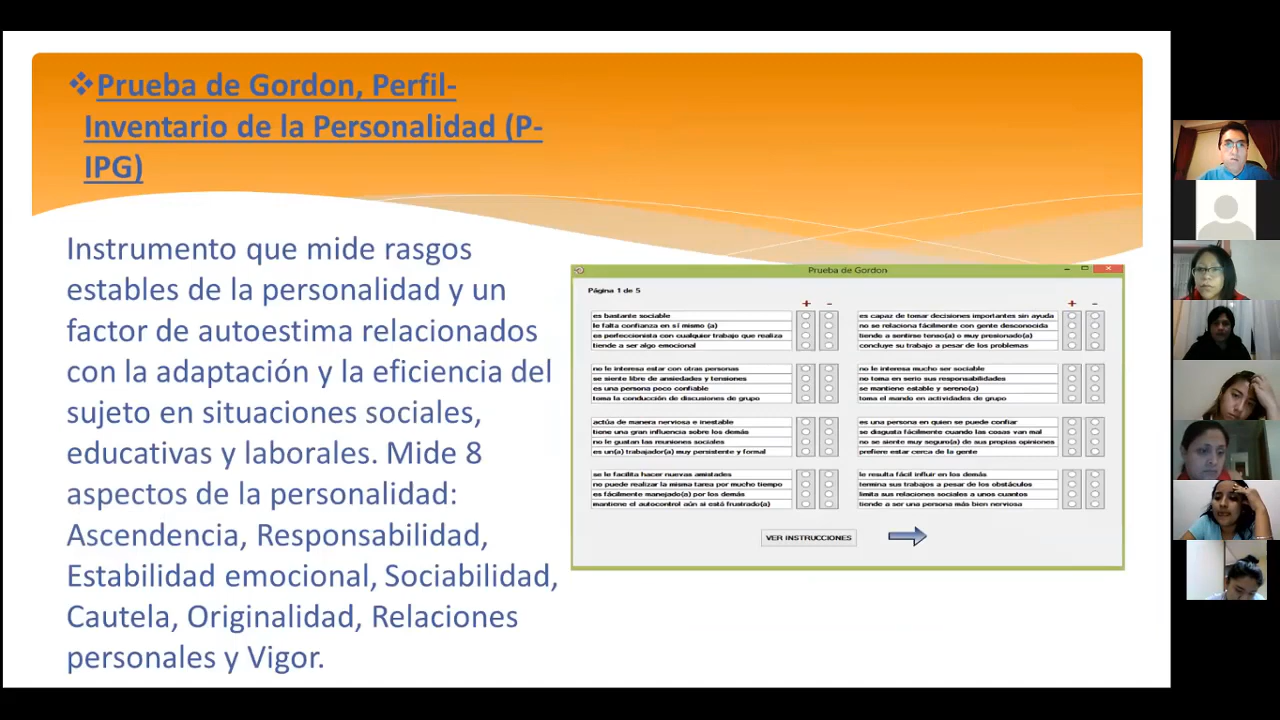 ❖Prueba de Gordon, Perfil-
Inventario de la Personalidad (P-
IPG)
Instrumento que mide rasgos
estables de la personalidad y un
factor de autoestima relacionados
con la adaptación y la eficiencia del
sujeto en situaciones sociales,
educativas y laborales. Mide 8
aspectos de la personalidad:
Ascendencia, Responsabilidad,
Estabilidad emocional, Sociabilidad,
Cautela, Originalidad, Relaciones
personales y Vigor.
Prueba de Gordon
Página 1 de 5
+ -
es bastante sociable
le falta confianza en sí mismo (a)
es perfeccionista con cualquier trabajo que realiza
tiende a ser algo emocional
no le interesa estar con otras personas
se siente libre de ansiedades y tensiones
es una persona poco confiable
toma la conducción de discusiones de grupo
actúa de manera nerviosa e inestable
tiene una gran influencia sobre los demás
no le gustan las reuniones sociales
es un(a) trabajador(a) muy persistente y formal
se le facilita hacer nuevas amistades
no puede realizar la misma tarea por mucho tiempo
es fácilmente manejado(a) por los demás
mantiene el autocontrol aún si está frustrado(a)
+ -
es capaz de tomar decisiones importantes sin ayuda
no se relaciona fácilmente con gente desconocida
tiende a sentirse tenso(a) o muy presionado(a)
concluye su trabajo a pesar de los problemas
no le interesa mucho ser sociable
no toma en serio sus responsabilidades
se mantiene estable y sereno(a)
toma el mando en actividades de grupo
es una persona en quien se puede confiar
se disgusta fácilmente cuando las cosas van mal
no se siente muy seguro(a) de sus propias opiniones
prefiere estar cerca de la gente
le resulta fácil influir en los demás
termina sus trabajos a pesar de los obstáculos
limita sus relaciones sociales a unos cuantos
tiende a ser una persona más bien nerviosa
VER INSTRUCCIONES